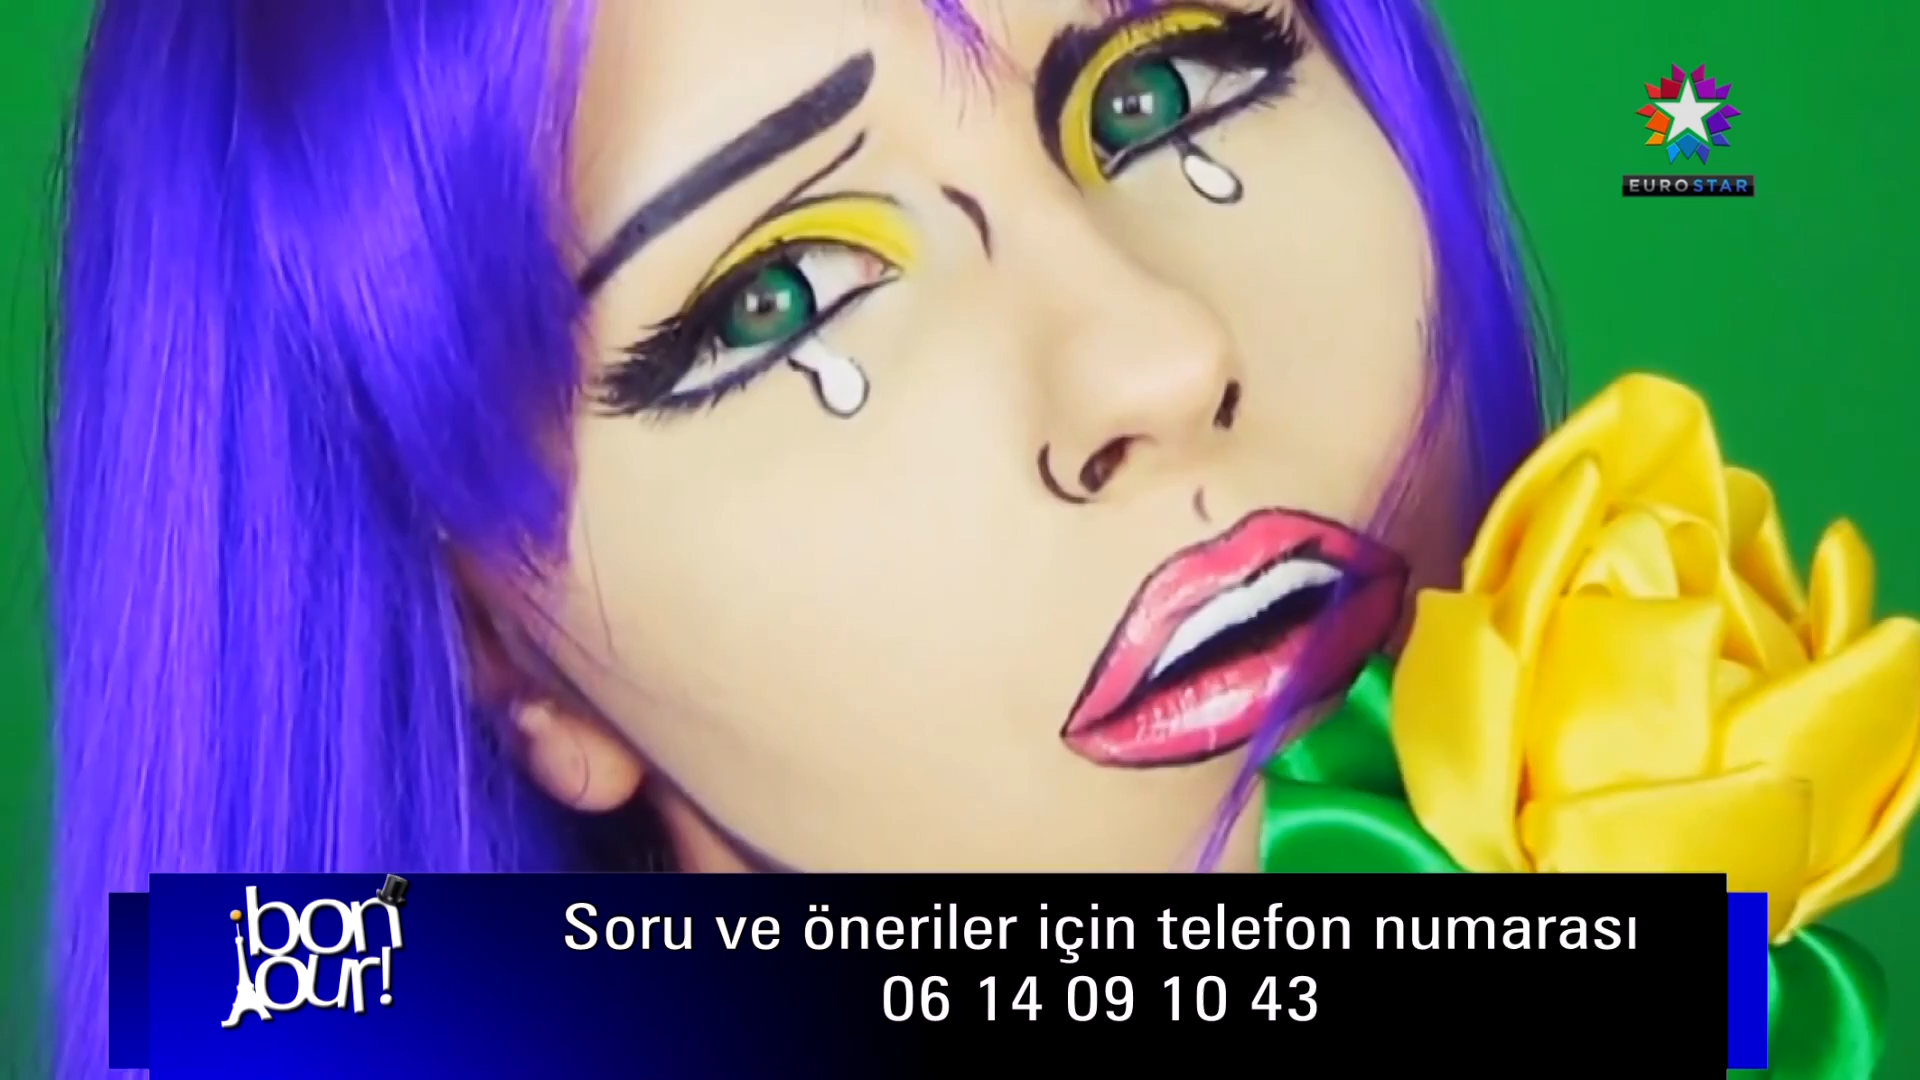 EUROSTAR
bon
jour!
Soru ve öneriler için telefon numarası
06 14 09 10 43